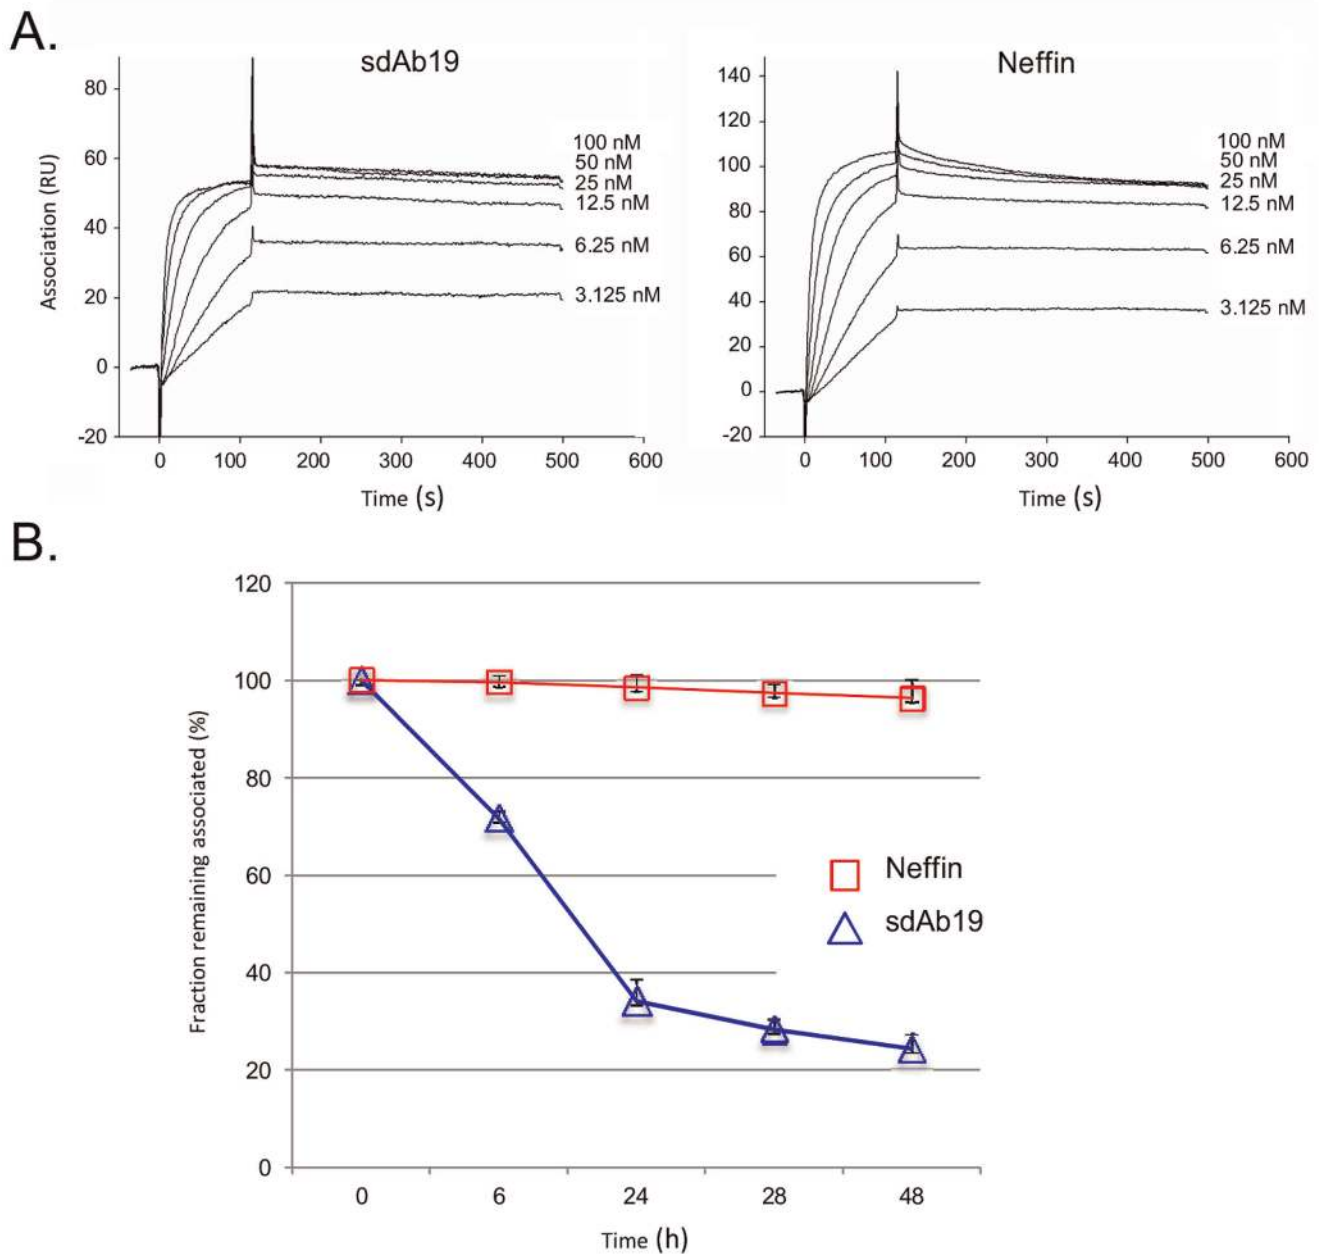 A.
sdAb19
Neffin
Association (RU)
80
60
40
20
0
-20
100 nM
50 nM
25 nM
12.5 nM
6.25 nM
3.125 nM
0 100 200 300 400 500 600
Time (s)
140
120
100
80
60
40
20
0
-20
100 nM
50 nM
25 nM
12.5 nM
6.25 nM
3.125 nM
0 100 200 300 400 500 600
Time (s)
B.
Fraction remaining associated (%)
120
100
80
60
40
20
0
Neffin
sdAb19
0 6 24 28 48
Time (h)